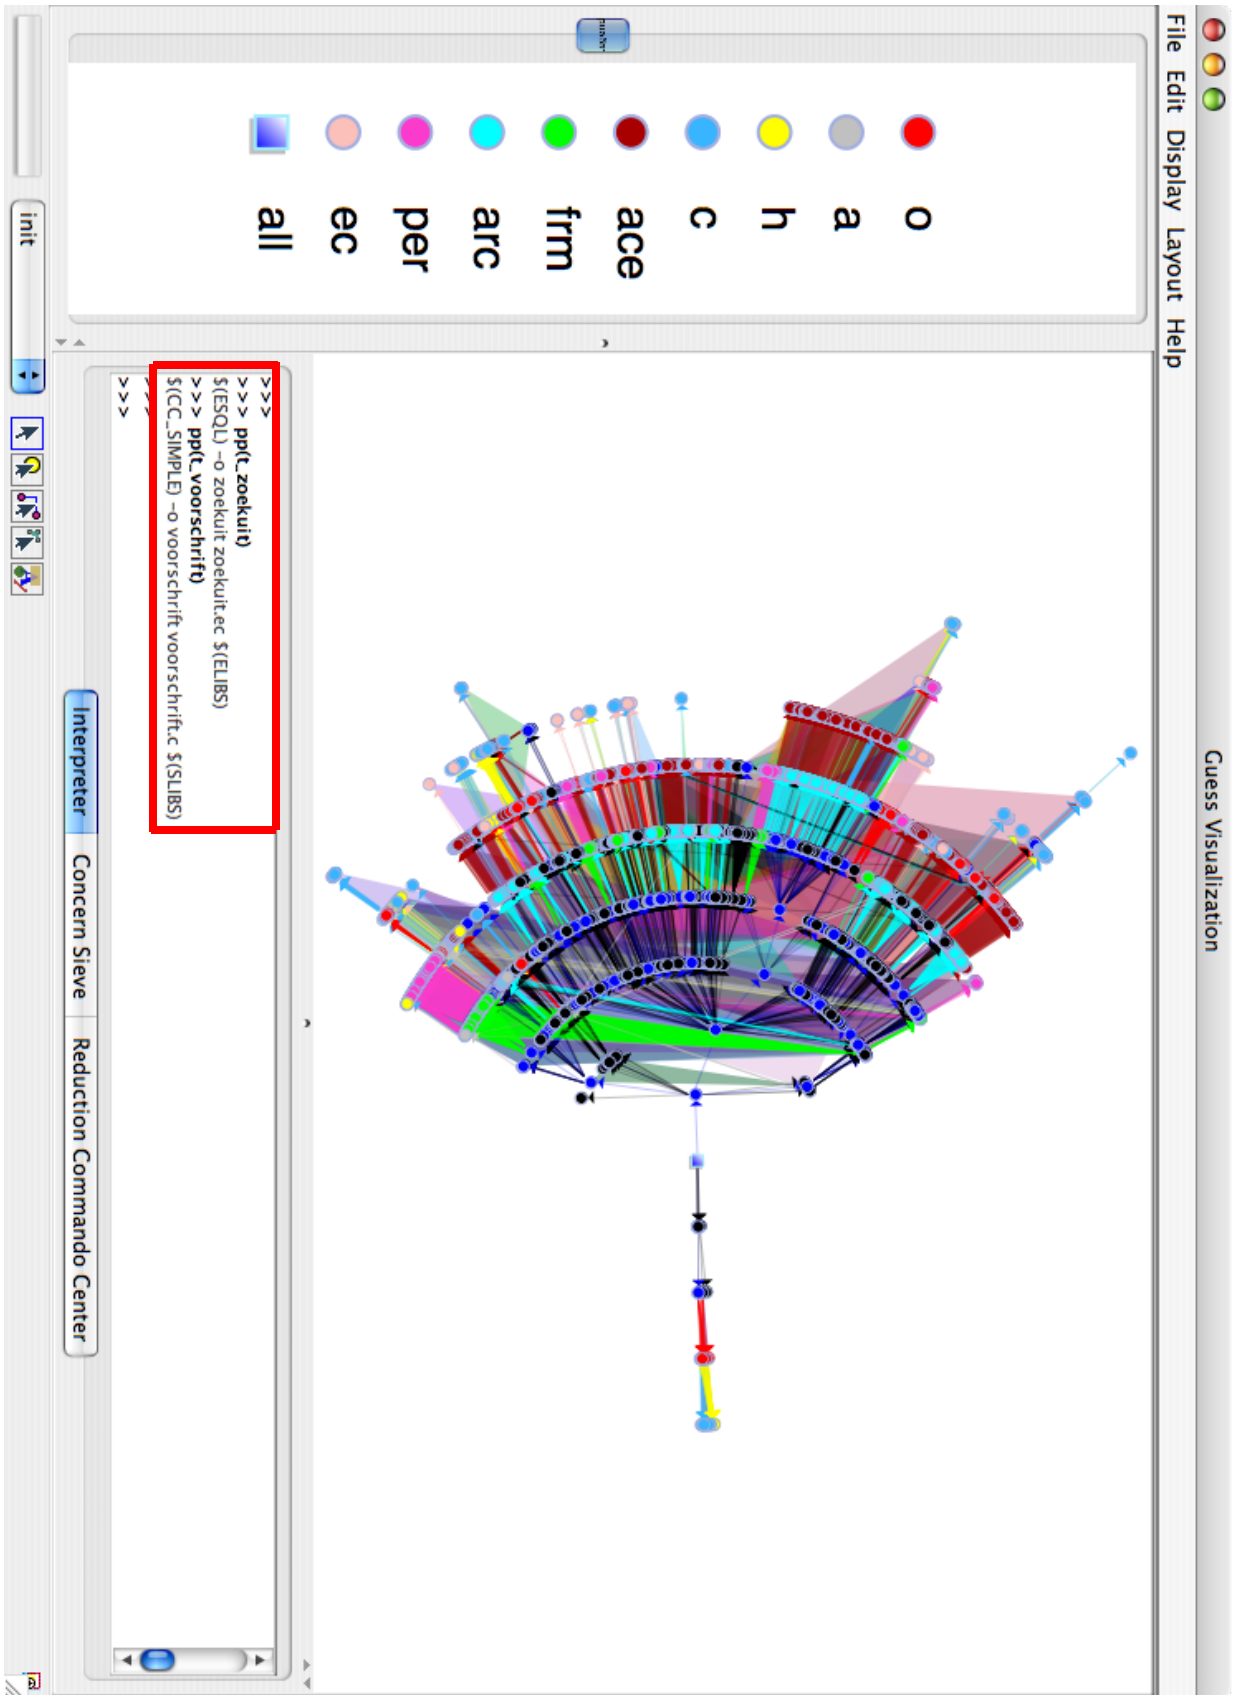 Guess Visualization
File Edit Display Layout Help
o
a
h
c
ace
frm
arc
per
ec
all
>>>
>>> pp(t_zoekuit)
$(ESQL) -o zoekuit zoekuit.ec $(ELIBS)
>>> pp(t_voorschrift)
$(CC_SIMPLE) -o voorschrift voorschrift.c $(SLIBS)
>>>
>>>
Interpreter Concern Sieve Reduction Commando Center
init